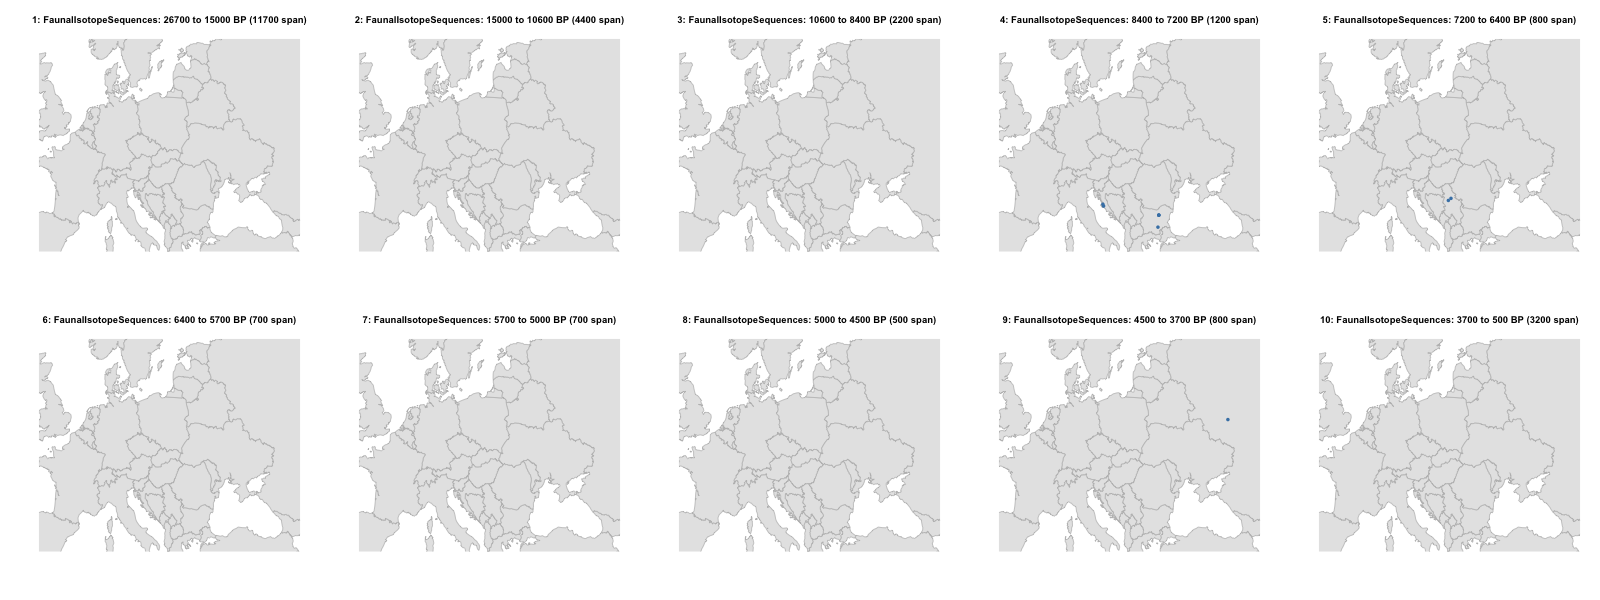 1: FaunalIsotopeSequences: 26700 to 15000 BP (11700 span)
2: FaunalIsotopeSequences: 15000 to 10600 BP (4400 span)
3: FaunalIsotopeSequences: 10600 to 8400 BP (2200 span)
4: FaunalIsotopeSequences: 8400 to 7200 BP (1200 span)
5: FaunalIsotopeSequences: 7200 to 6400 BP (800 span)
6: FaunalIsotopeSequences: 6400 to 5700 BP (700 span)
7: FaunalIsotopeSequences: 5700 to 5000 BP (700 span)
8: FaunalIsotopeSequences: 5000 to 4500 BP (500 span)
9: FaunalIsotopeSequences: 4500 to 3700 BP (800 span)
10: FaunalIsotopeSequences: 3700 to 500 BP (3200 span)